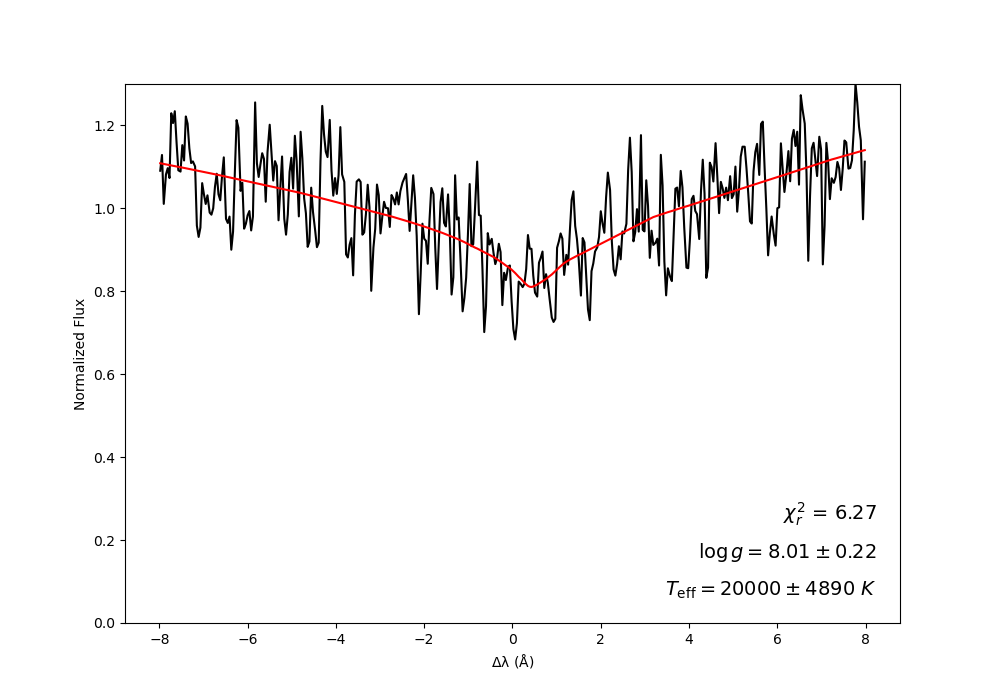 1.2
1.0
0.8
0.6
0.4
0.2
0.0
Normalized Flux
χ²ᵣ = 6.27
log g = 8.01 ± 0.22
T_eff = 20000 ± 4890 K
−8 −6 −4 −2 0 2 4 6 8
Δλ (Å)